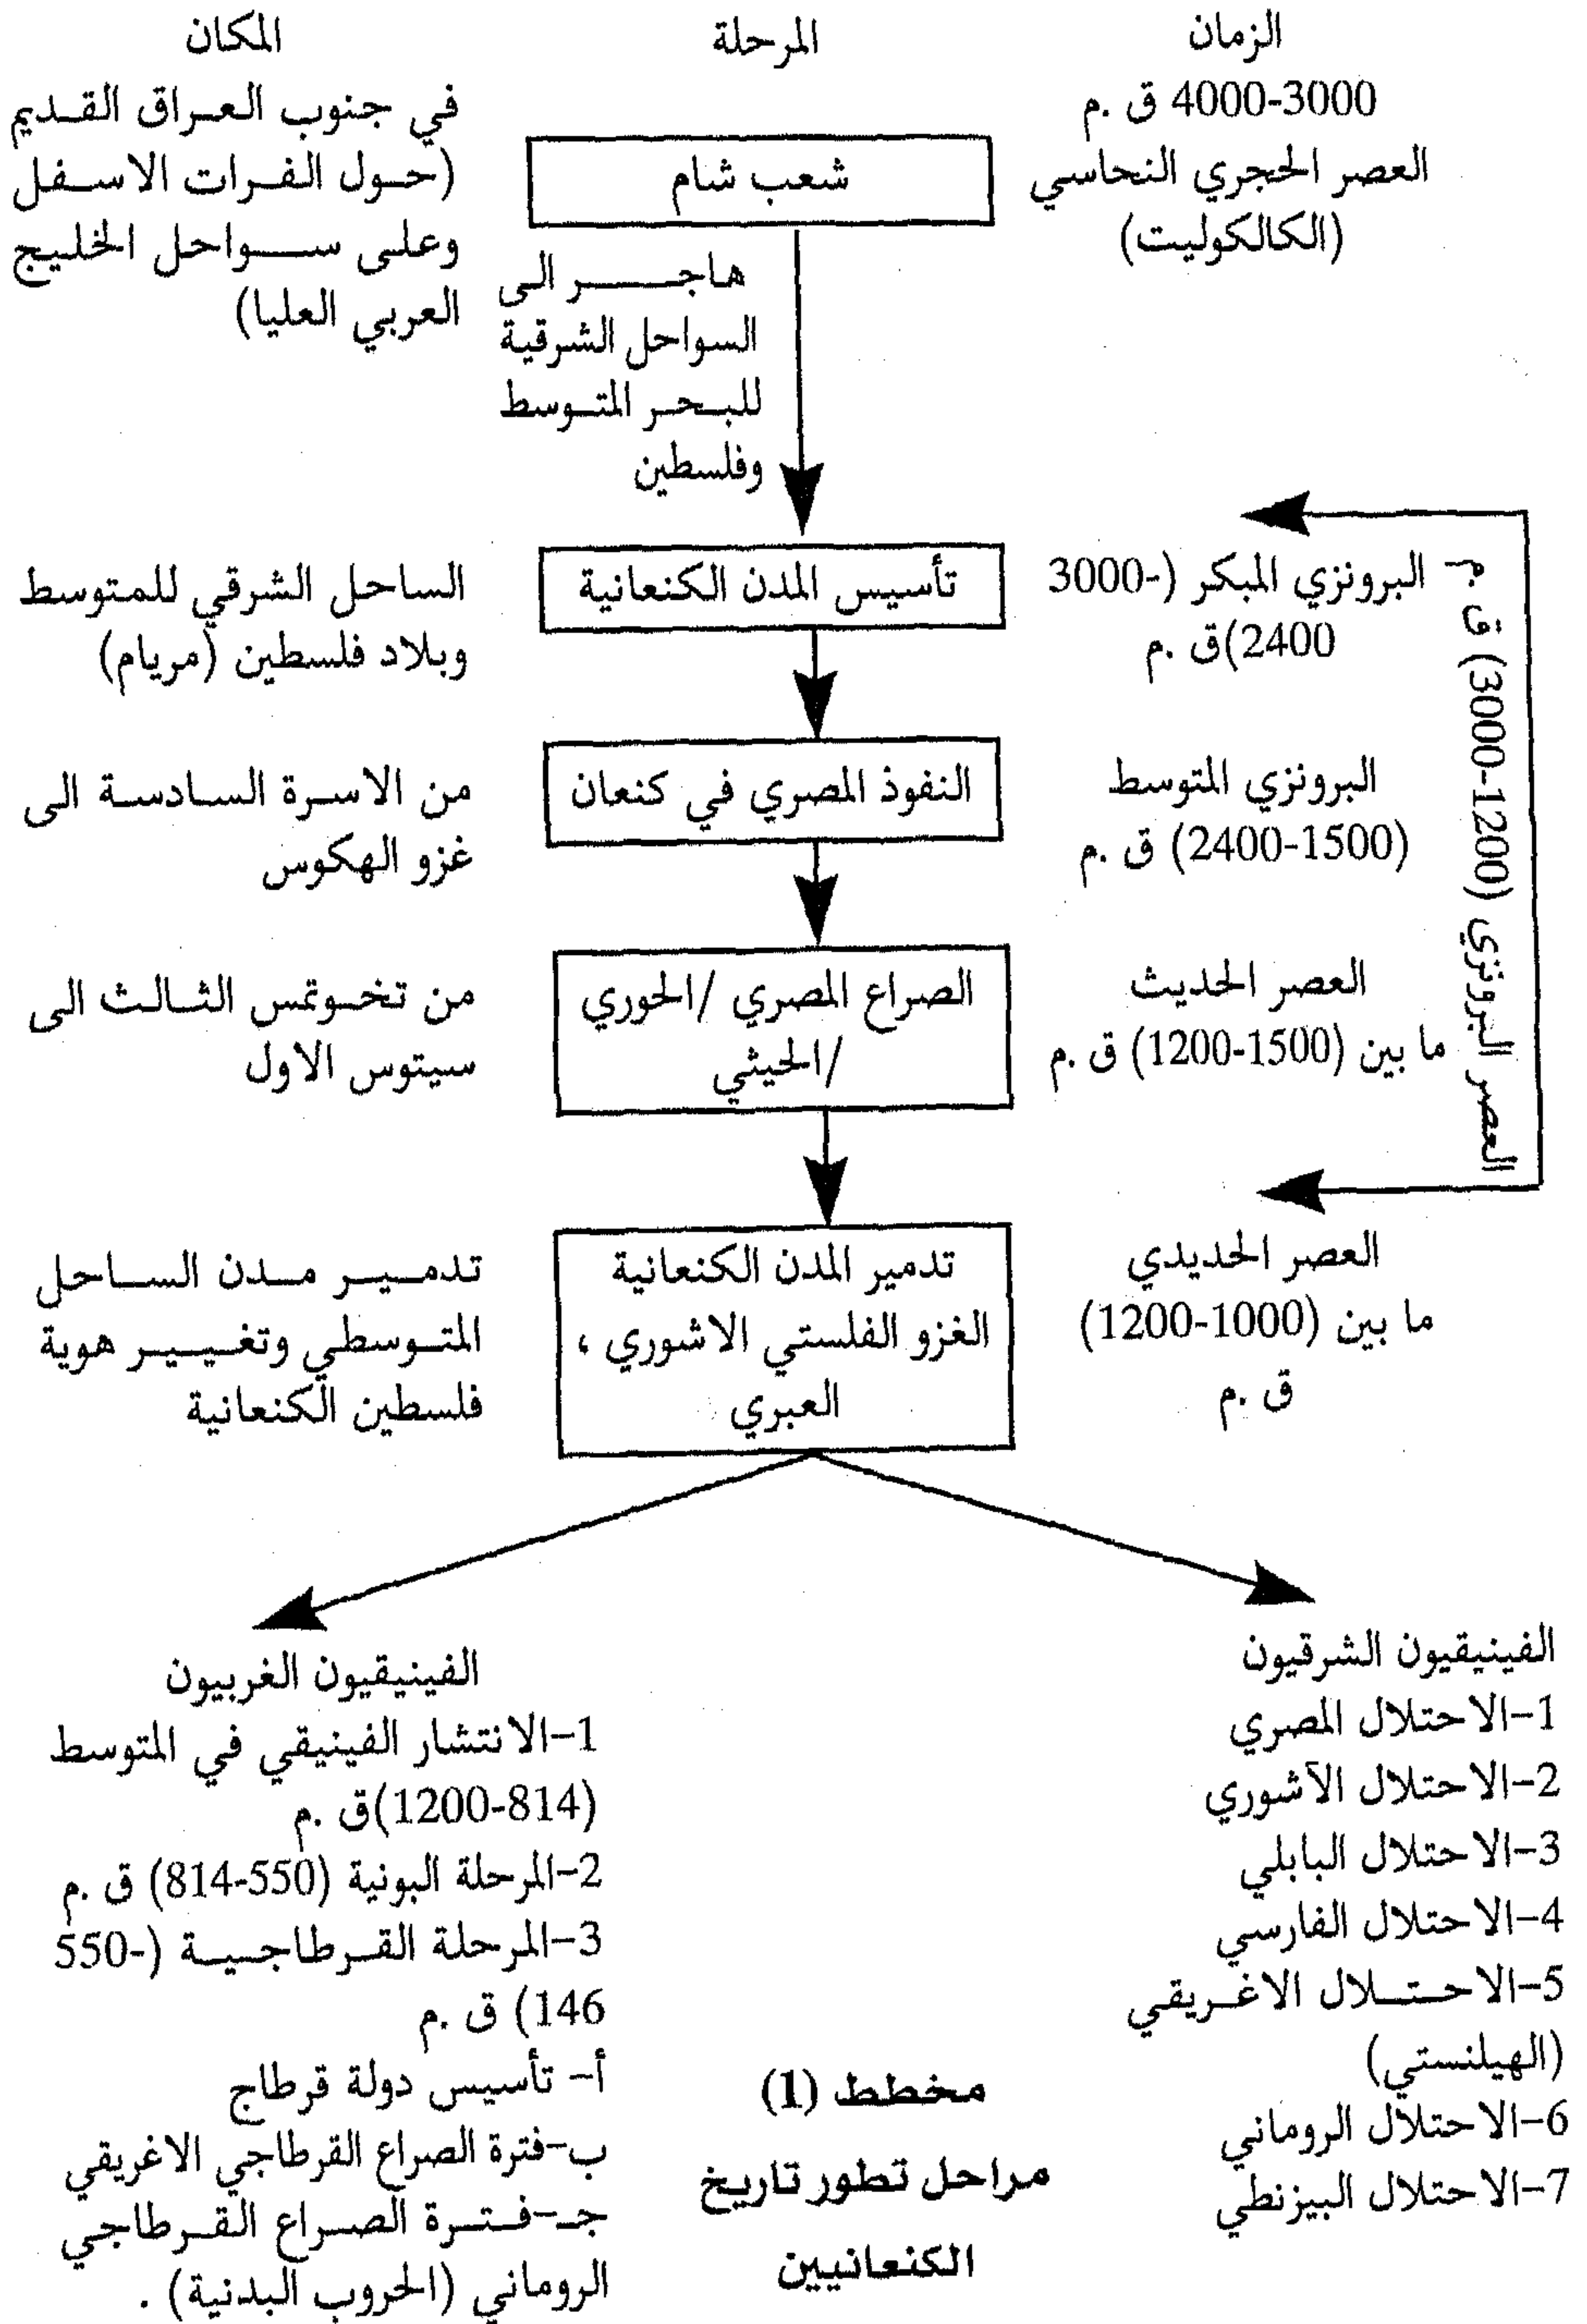 الزمان
4000-3000 ق .م
العصر الحجري النحاسي
(الكالكوليت)
المرحلة
شعب شام
هاجر الى
السواحل الشرقية
للبحر المتوسط
وفلسطين
المكان
في جنوب العراق القديم
(حول الفرات الاسفل
وعلى سواحل الخليج
العربي العليا)
العصر البرونزي (3000-1200) ق .م
البرونزي المبكر (-3000
2400)ق .م
تأسيس المدن الكنعانية
الساحل الشرقي للمتوسط
وبلاد فلسطين (مريام)
البرونزي المتوسط
(2400-1500) ق .م
النفوذ المصري في كنعان
من الاسرة السادسة الى
غزو الهكوس
العصر الحديث
ما بين (1500-1200) ق .م
الصراع المصري /الحوري
/الحيثي
من تخوتمس الثالث الى
سيتوس الاول
العصر الحديدي
ما بين (1000-1200)
ق .م
تدمير المدن الكنعانية
الغزو الفلستي الاشوري ،
العبري
تدمير مدن الساحل
المتوسطي وتغيير هوية
فلسطين الكنعانية
الفينيقيون الشرقيون
1-الاحتلال المصري
2-الاحتلال الآشوري
3-الاحتلال البابلي
4-الاحتلال الفارسي
5-الاحتلال الاغريقي
(الهيلنستي)
6-الاحتلال الروماني
7-الاحتلال البيزنطي
الفينيقيون الغربيون
1-الانتشار الفينيقي في المتوسط
(1200-814)ق .م
2-المرحلة البونية (550-814) ق .م
3-المرحلة القرطاجية (-550
146) ق .م
أ- تأسيس دولة قرطاج
ب-فترة الصراع القرطاجي الاغريقي
جـ-فترة الصراع القرطاجي
الروماني (الحروب البدنية) .
مخطط (1)
مراحل تطور تاريخ
الكنعانيين